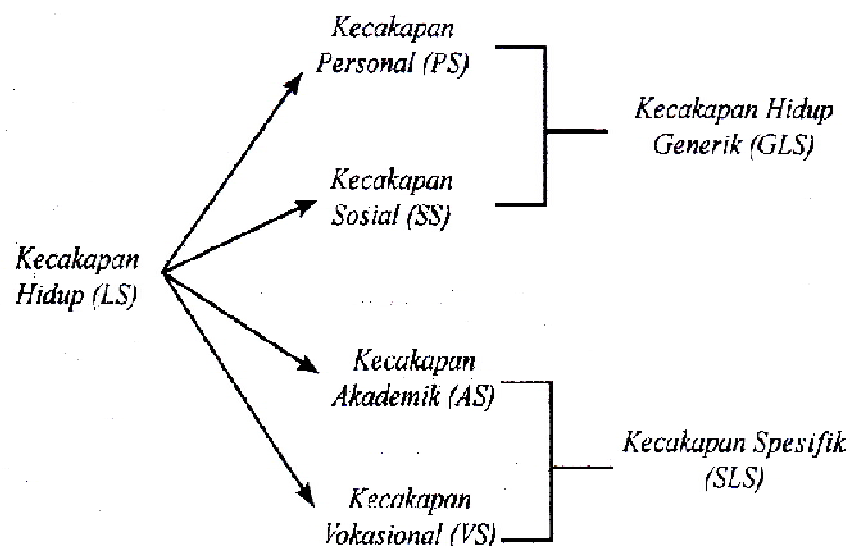 Kecakapan
Personal (PS)
Kecakapan Hidup
Generik (GLS)
Kecakapan
Sosial (SS)
Kecakapan
Hidup (LS)
Kecakapan
Akademik (AS)
Kecakapan Spesifik
(SLS)
Kecakapan
Vokasional (VS)